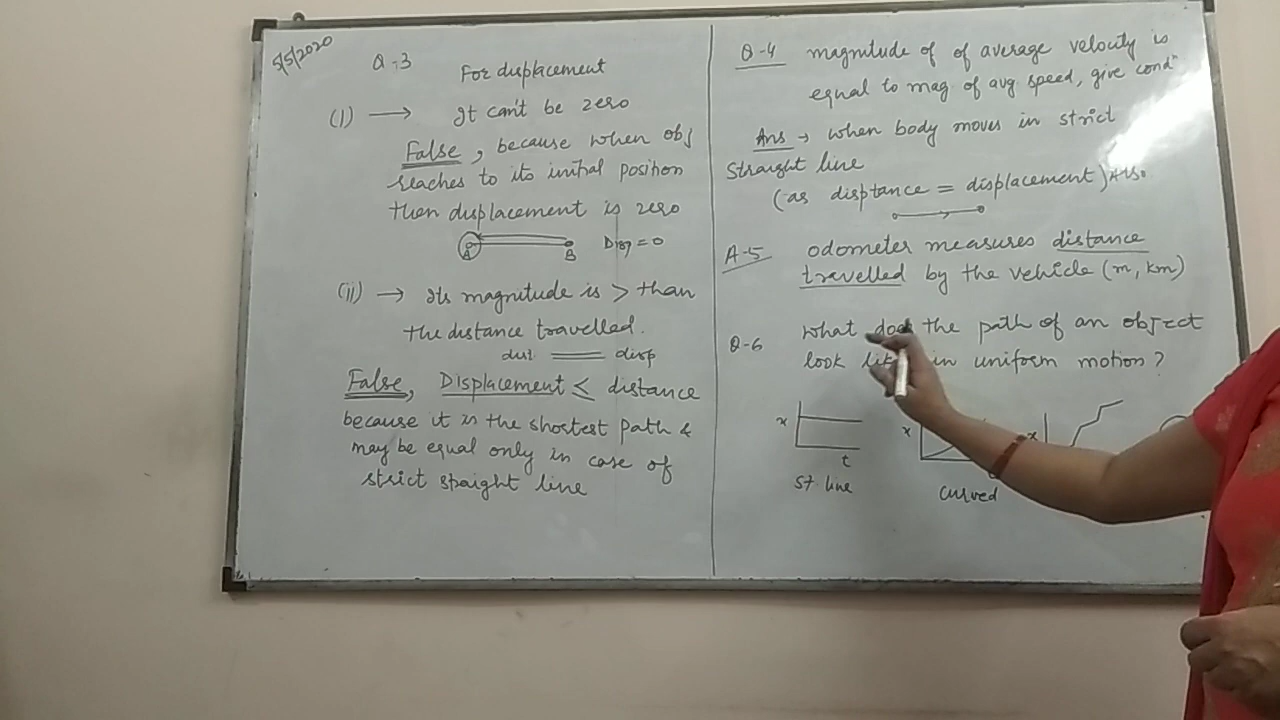 5/5/2020
Q-3 For displacement
(i) → It can't be zero
False, because when obj
reaches to its initial position
then displacement is zero
A B Disp = 0
(ii) → Its magnitude is > than
the distance travelled.
dist = disp
False, Displacement ≤ distance
because it is the shortest path &
may be equal only in case of
strict spaight line
Q-4 magnitude of of average velocity is
equal to mag of avg speed, give condn
Ans → when body moves in strict
straight line
(as disptance = displacement) Ans.
A-5 odometer measures distance
travelled by the vehicle (m, km)
Q-6 what does the path of an object
look like in uniform motion?
x t
x
x
st line
curved